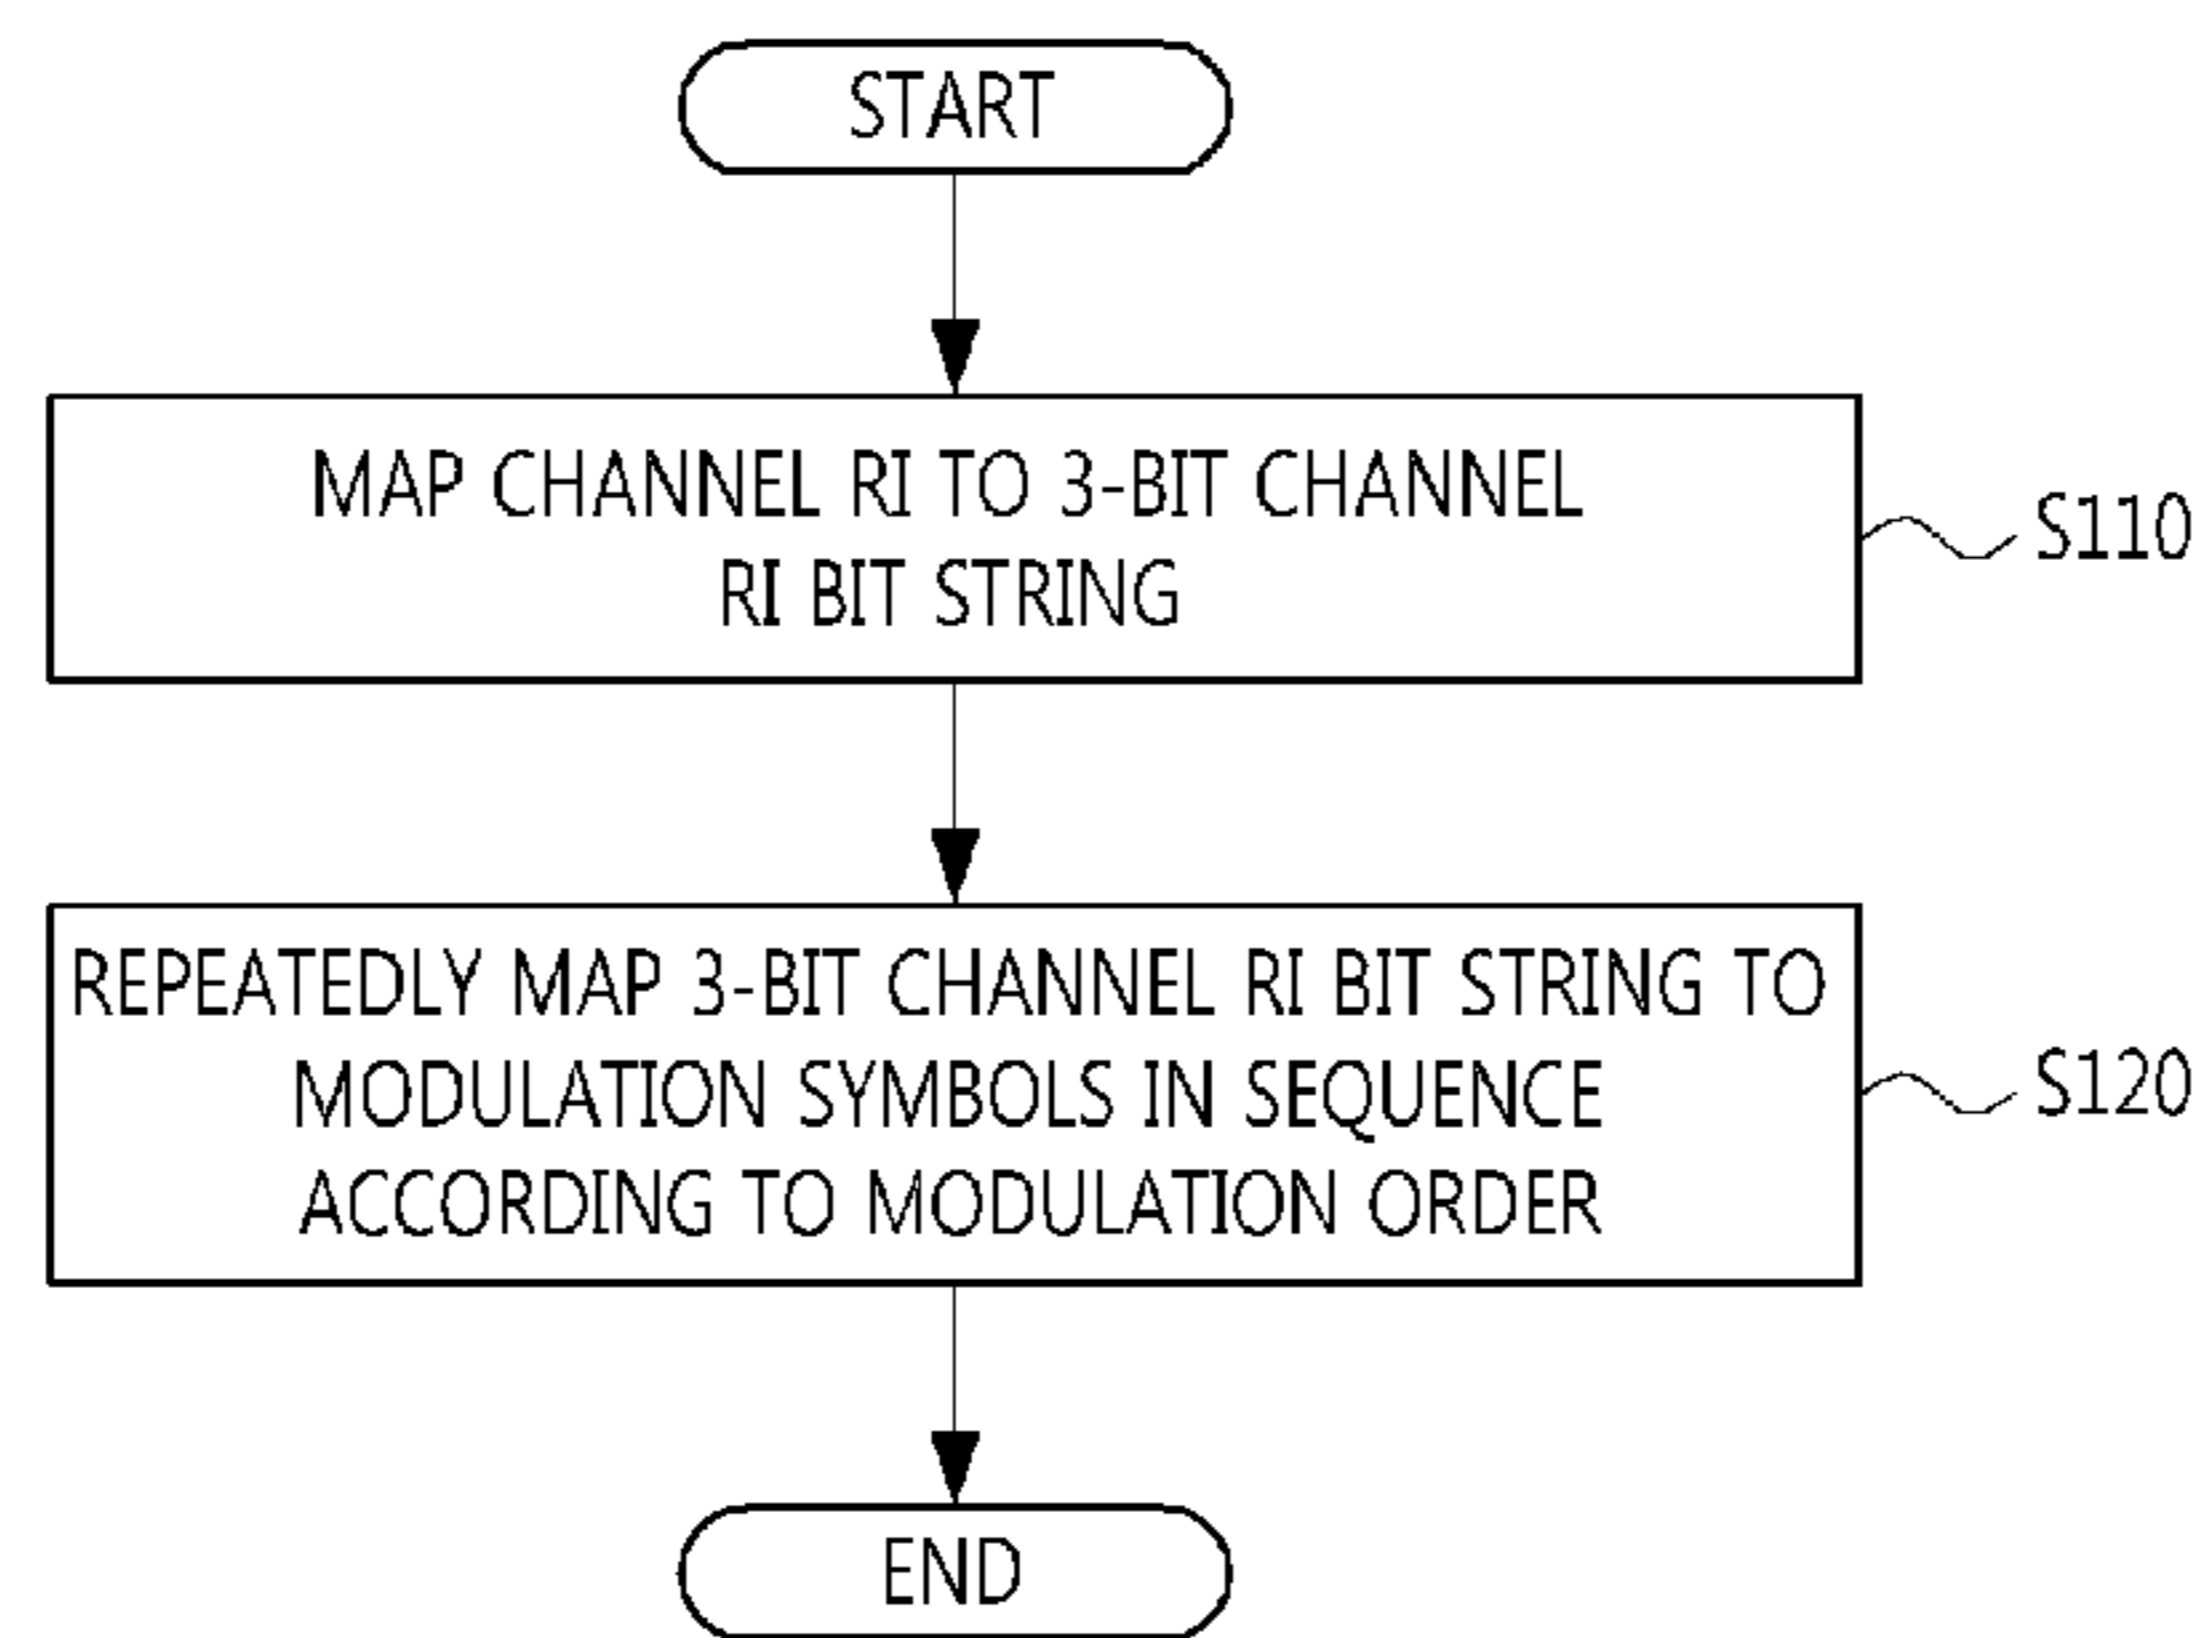 START
MAP CHANNEL RI TO 3-BIT CHANNEL
RI BIT STRING
S110
REPEATEDLY MAP 3-BIT CHANNEL RI BIT STRING TO
MODULATION SYMBOLS IN SEQUENCE
ACCORDING TO MODULATION ORDER
S120
END